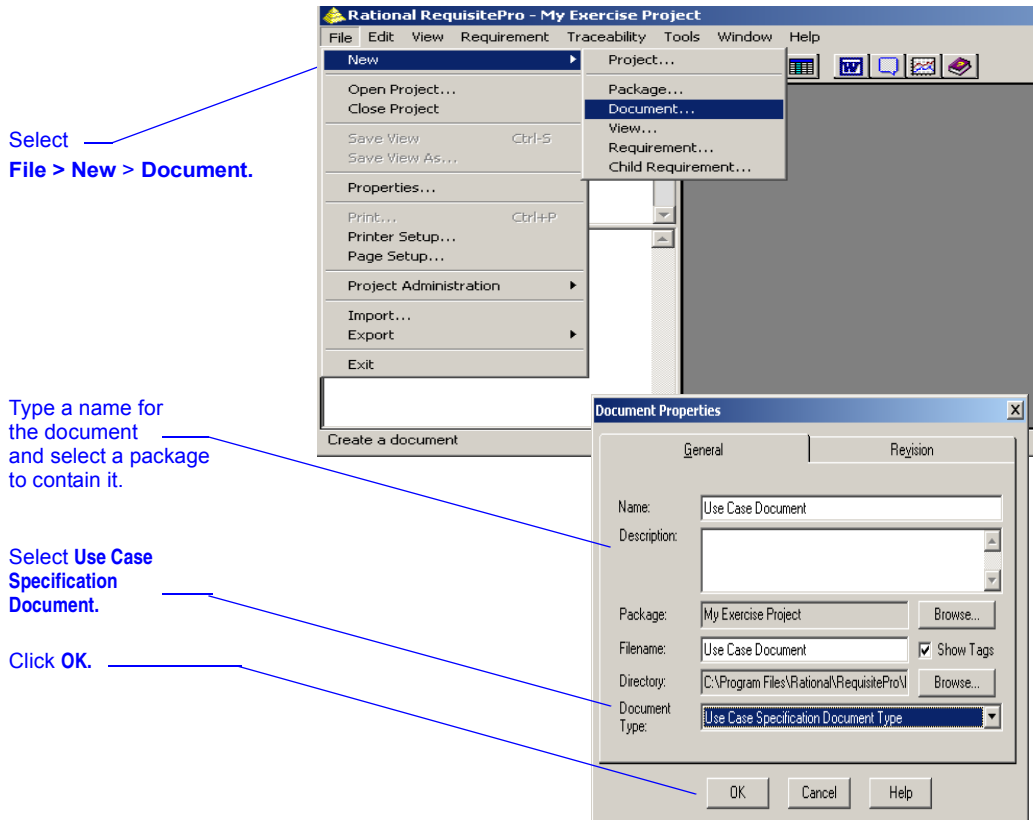 Rational RequisitePro - My Exercise Project
File Edit View Requirement Traceability Tools Window Help
New
Project...
Open Project...
Close Project
Package...
Document...
View...
Requirement...
Child Requirement...
Save View Ctrl-S
Save View As...
Properties...
Print... Ctrl+P
Printer Setup...
Page Setup...
Project Administration
Import...
Export
Exit
Create a document
Select
File > New > Document.
Type a name for
the document
and select a package
to contain it.
Select Use Case
Specification
Document.
Click OK.
Document Properties
General Revision
Name: Use Case Document
Description:
Package: My Exercise Project Browse...
Filename: Use Case Document Show Tags
Directory: C:\Program Files\Rational\RequisitePro\ Browse...
Document
Type:
Use Case Specification Document Type
OK Cancel Help